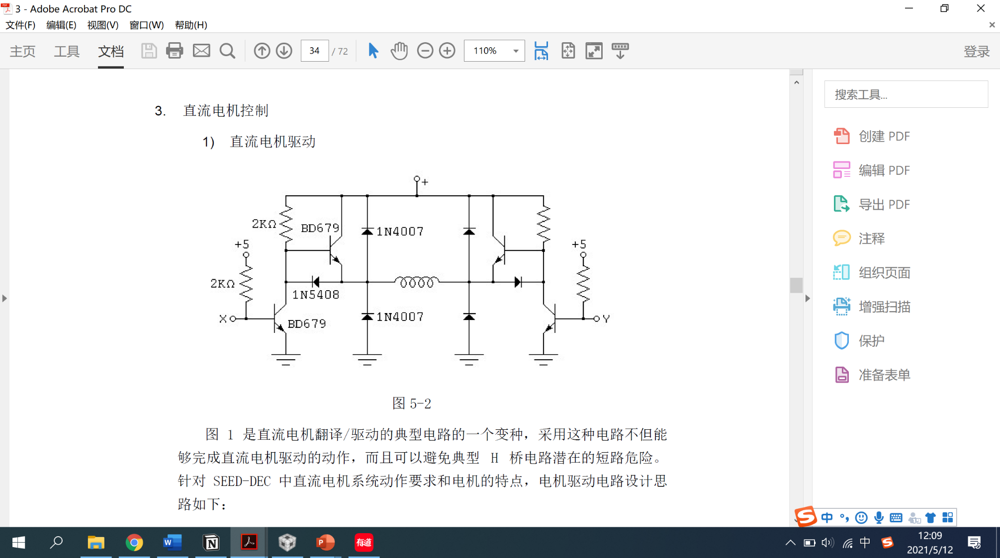 3 - Adobe Acrobat Pro DC
文件(F) 编辑(E) 视图(V) 窗口(W) 帮助(H)
主页 工具 文档 34 / 72 110% 登录
搜索工具...
创建 PDF
编辑 PDF
导出 PDF
注释
组织页面
增强扫描
保护
准备表单
3. 直流电机控制
1) 直流电机驱动
+
2KΩ BD679 1N4007
+5 +5
2KΩ
1N5408
X BD679 1N4007 Y
图 5-2
图 1 是直流电机翻译/驱动的典型电路的一个变种，采用这种电路不但能
够完成直流电机驱动的动作，而且可以避免典型 H 桥电路潜在的短路危险。
针对 SEED-DEC 中直流电机系统动作要求和电机的特点，电机驱动电路设计思
路如下：
中
有道
中
12:09
2021/5/12